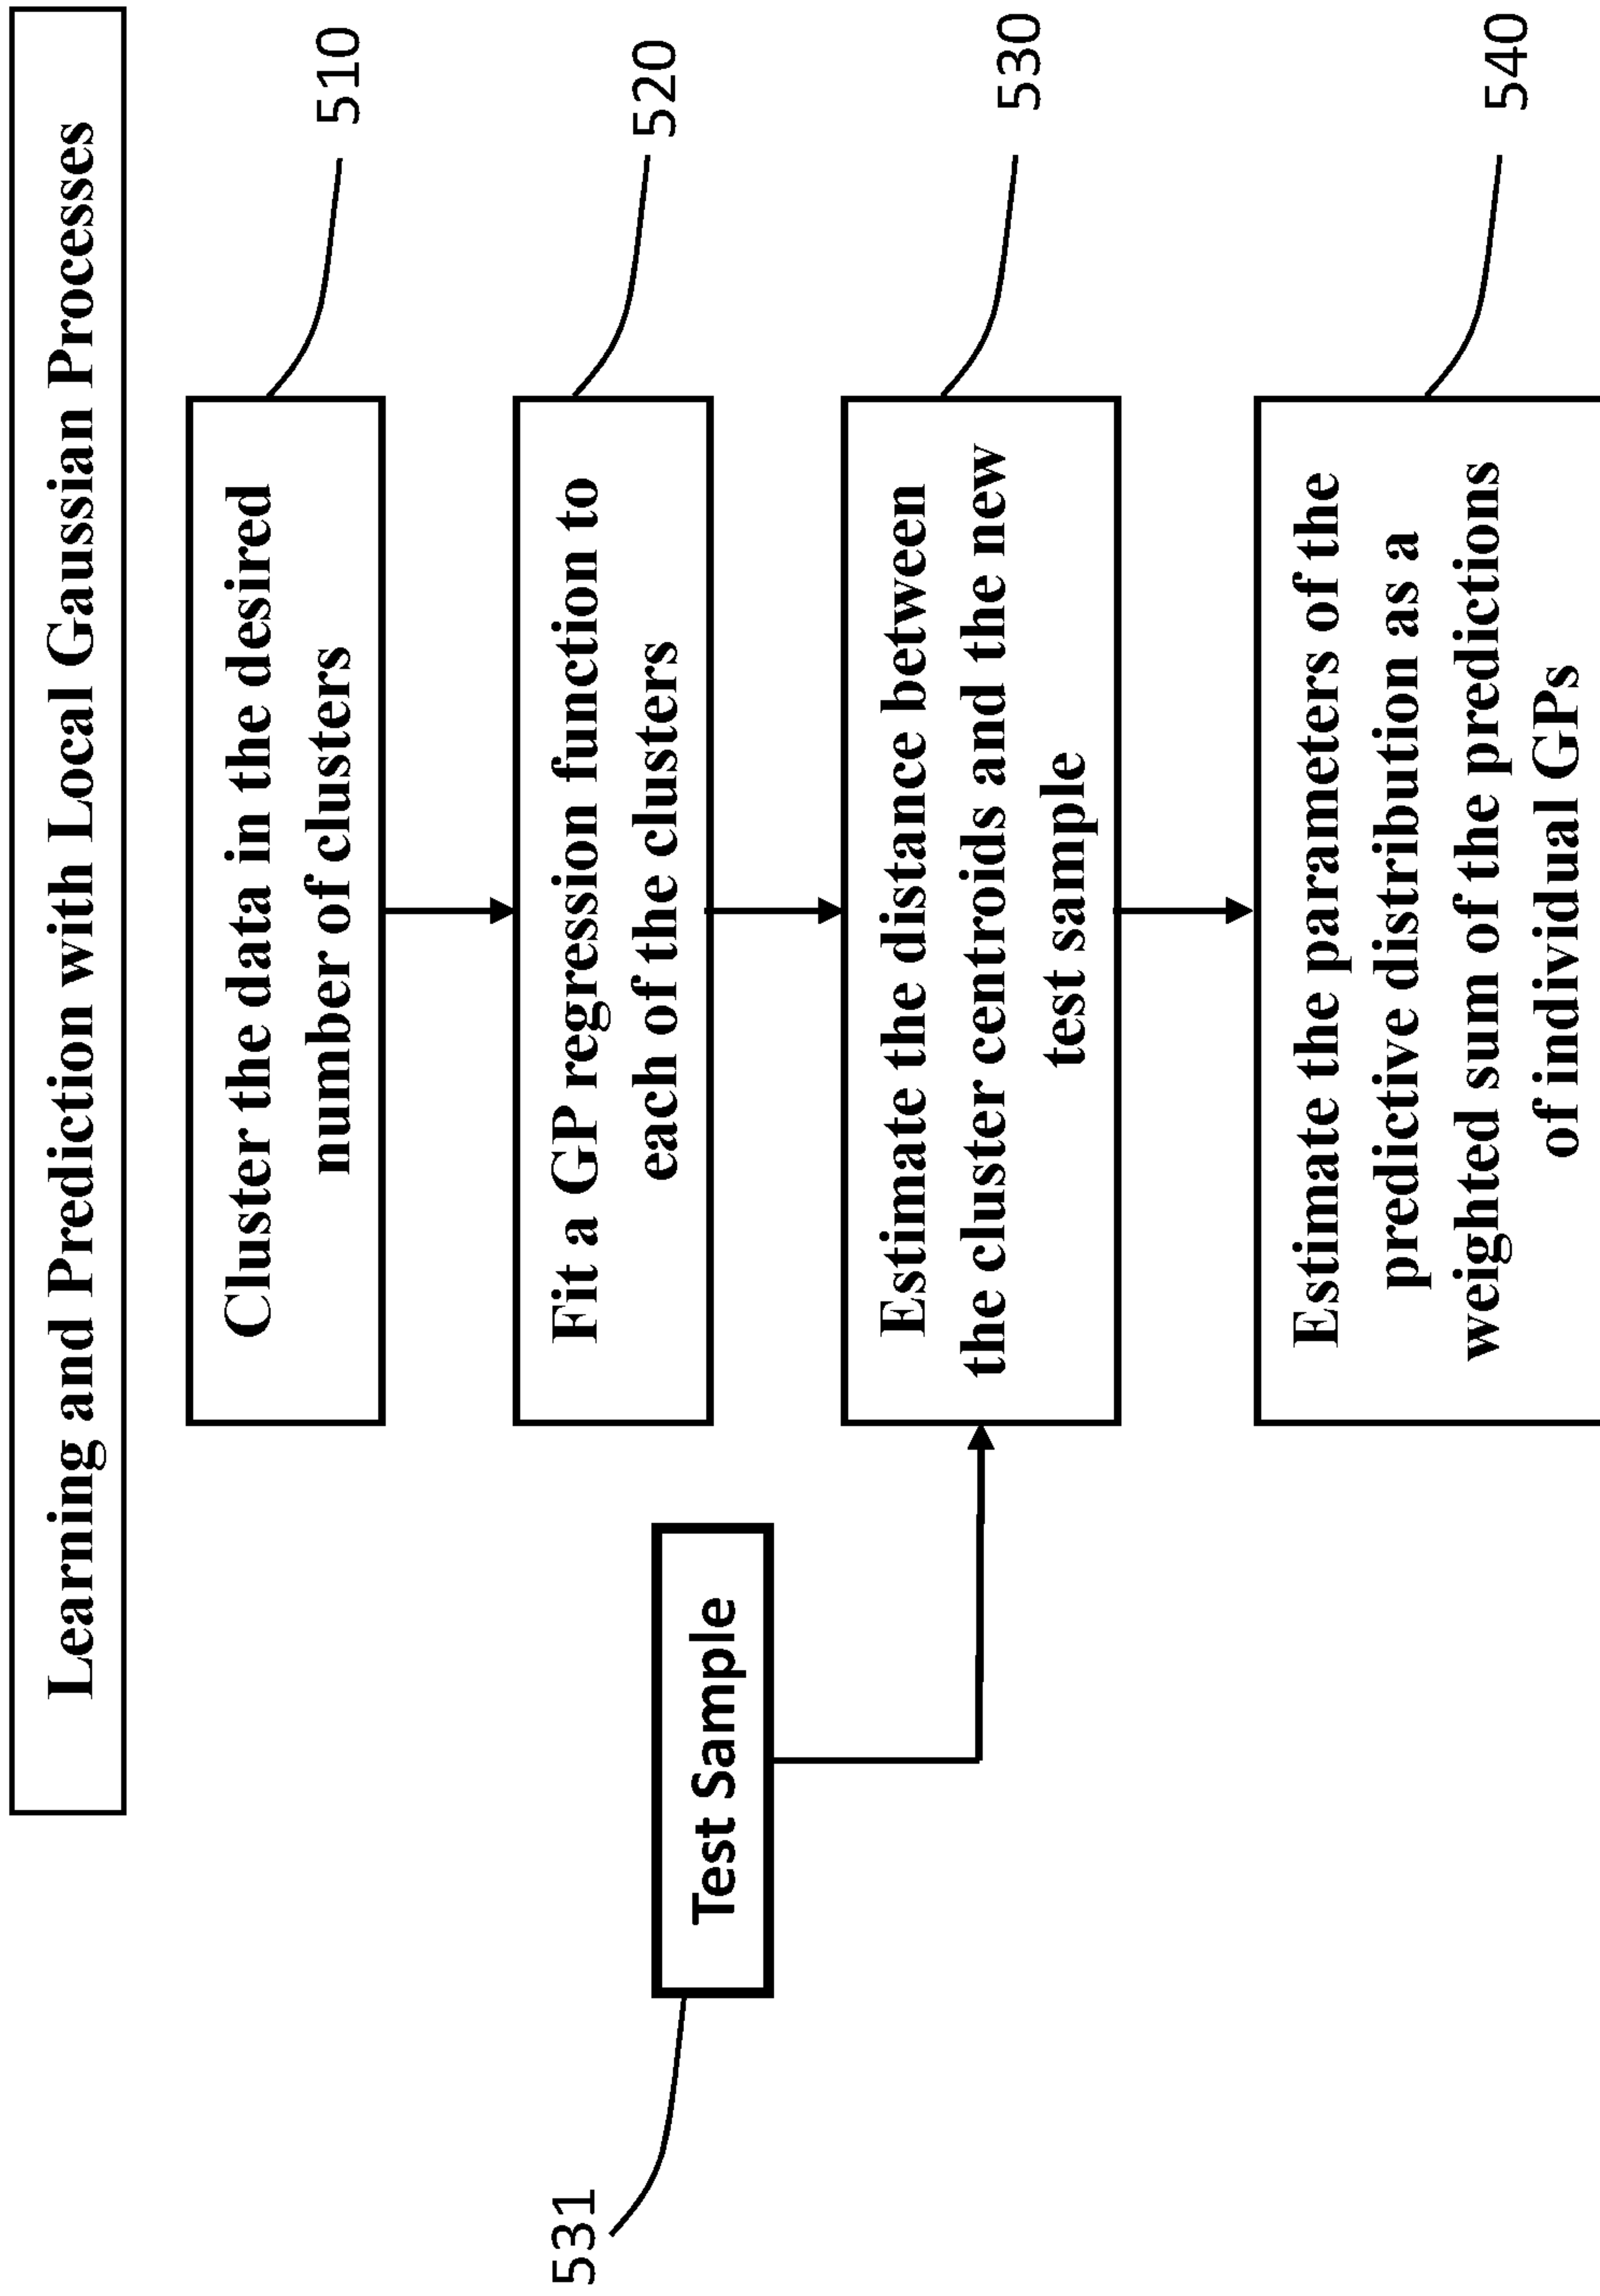 Learning and Prediction with Local Gaussian Processes
Cluster the data in the desired
number of clusters
510
Fit a GP regression function to
each of the clusters
520
Test Sample
531
Estimate the distance between
the cluster centroids and the new
test sample
530
Estimate the parameters of the
predictive distribution as a
weighted sum of the predictions
of individual GPs
540